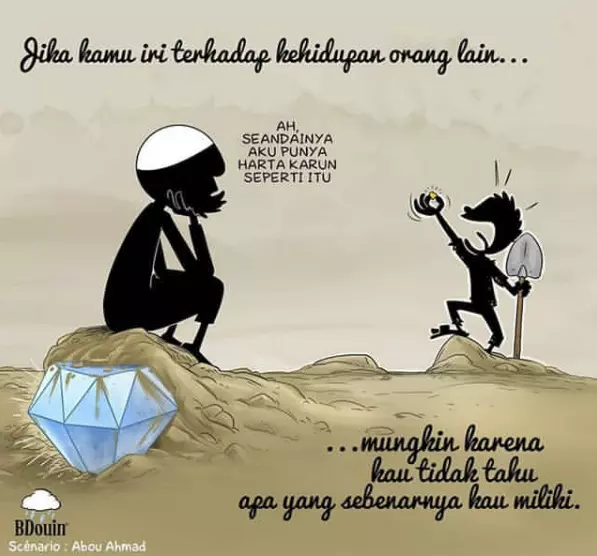 Jika kamu iri terhadap kehidupan orang lain...
AH,
SEANDAINYA
AKU PUNYA
HARTA KARUN
SEPERTI ITU
...mungkin karena
kau tidak tahu
apa yang sebenarnya kau miliki.
BDouin
Scénario : Abou Ahmad